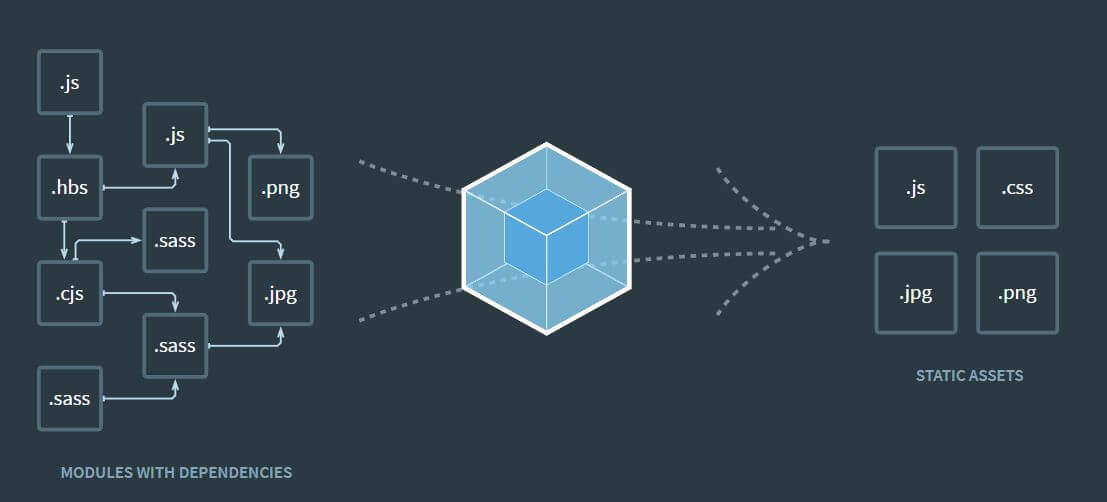 .js
.js
.hbs
.png
.sass
.cjs
.jpg
.sass
.sass
MODULES WITH DEPENDENCIES
.js
.css
.jpg
.png
STATIC ASSETS